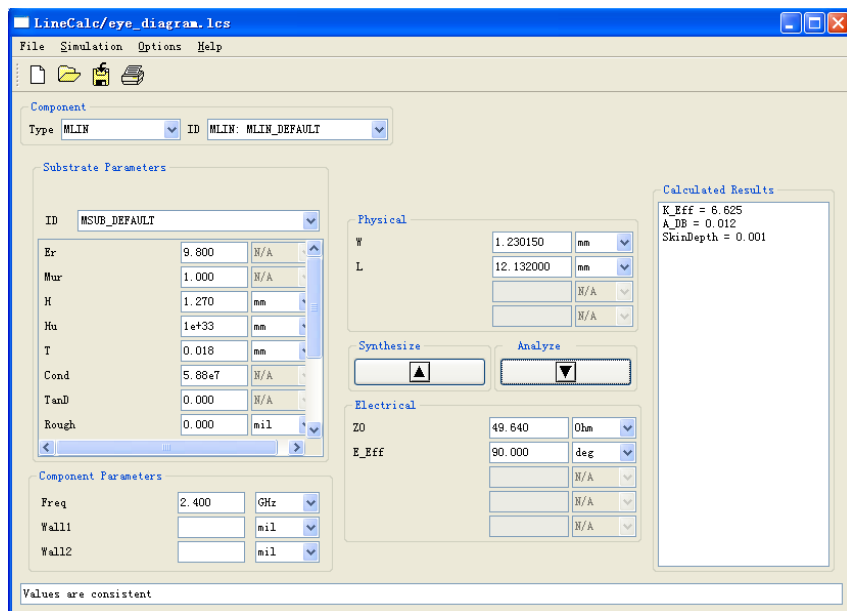 LineCalc/eye_diagram.lcs
File Simulation Options Help
Component
Type MLIN ID MLIN: MLIN_DEFAULT
Substrate Parameters
ID MSUB_DEFAULT
Er 9.800 N/A
Mur 1.000 N/A
H 1.270 mm
Hu 1e+33 mm
T 0.018 mm
Cond 5.88e7 N/A
TanD 0.000 N/A
Rough 0.000 mil
Component Parameters
Freq 2.400 GHz
Wall1 mil
Wall2 mil
Physical
W 1.230150 mm
L 12.132000 mm
N/A
N/A
Synthesize Analyze
Electrical
Z0 49.640 Ohm
E_Eff 90.000 deg
N/A
N/A
N/A
Calculated Results
K_Eff = 6.625
A_DB = 0.012
SkinDepth = 0.001
Values are consistent